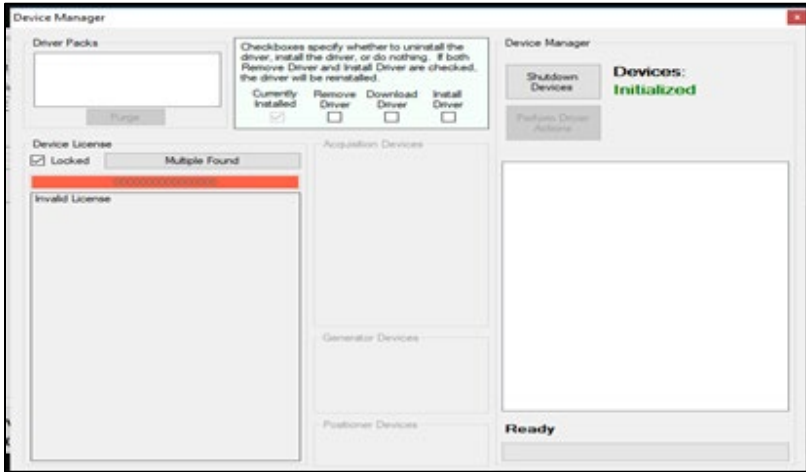 Device Manager
Driver Packs
Purge
Checkboxes specify whether to uninstall the
driver, install the driver, or do nothing. If both
Remove Driver and Install Driver are checked,
the driver will be reinstalled.
Currently Installed
Remove Driver
Download Driver
Install Driver
Device License
Locked
Multiple Found
Invalid License
Acquisition Devices
Generator Devices
Positioner Devices
Device Manager
Shutdown
Devices
Devices:
Initialized
Perform Driver
Actions
Ready